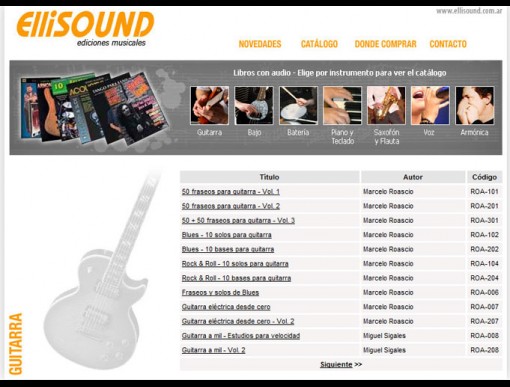 www.ellisound.com.ar
ElliSOUND
ediciones musicales
NOVEDADES CATÁLOGO DONDE COMPRAR CONTACTO
Libros con audio - Elige por instrumento para ver el catálogo
Guitarra Bajo Batería Piano y Teclado Saxofón y Flauta Voz Armónica
Titulo Autor Código
50 fraseos para guitarra - Vol. 1 Marcelo Roascio ROA-101
50 fraseos para guitarra - Vol. 2 Marcelo Roascio ROA-201
50 + 50 fraseos para guitarra - Vol. 3 Marcelo Roascio ROA-301
Blues - 10 solos para guitarra Marcelo Roascio ROA-102
Blues - 10 bases para guitarra Marcelo Roascio ROA-202
Rock & Roll - 10 solos para guitarra Marcelo Roascio ROA-104
Rock & Roll - 10 bases para guitarra Marcelo Roascio ROA-204
Fraseos y solos de Blues Marcelo Roascio ROA-006
Guitarra eléctrica desde cero Marcelo Roascio ROA-007
Guitarra eléctrica desde cero - Vol. 2 Marcelo Roascio ROA-207
Guitarra a mil - Estudios para velocidad Miguel Sigales ROA-008
Guitarra a mil - Vol. 2 Miguel Sigales ROA-208
Siguiente >>
GUITARRA